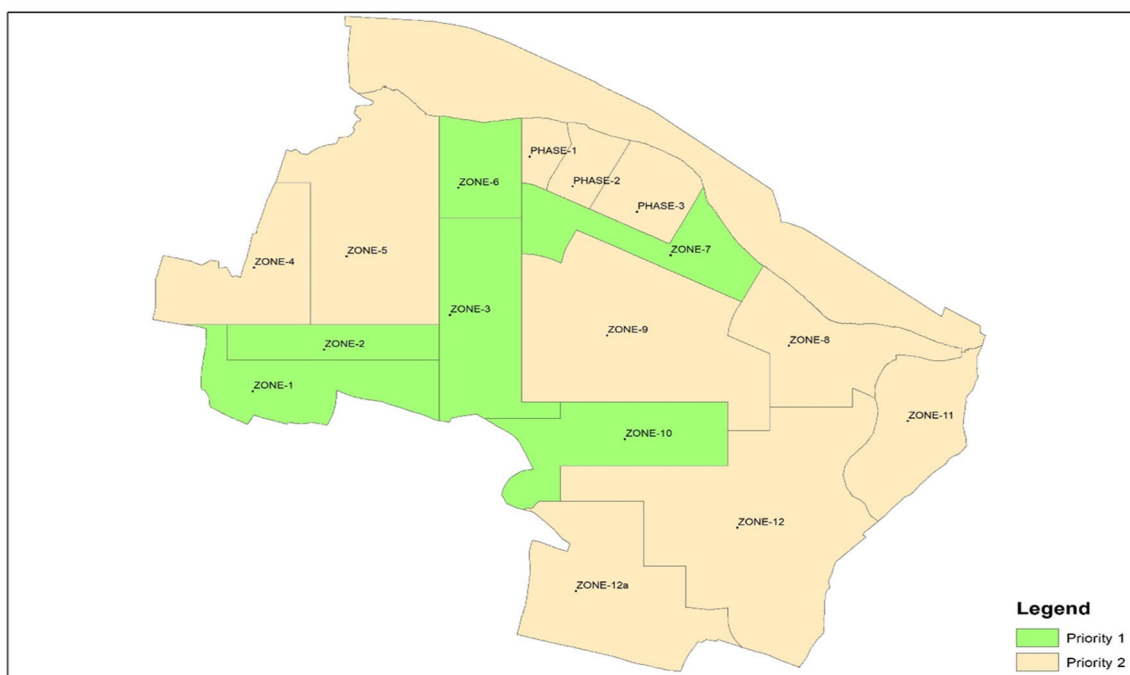 PHASE-1
PHASE-2
ZONE-6
PHASE-3
ZONE-7
ZONE-5
ZONE-4
ZONE-3
ZONE-9
ZONE-8
ZONE-2
ZONE-1
ZONE-11
ZONE-10
ZONE-12
ZONE-12a
Legend
Priority 1
Priority 2